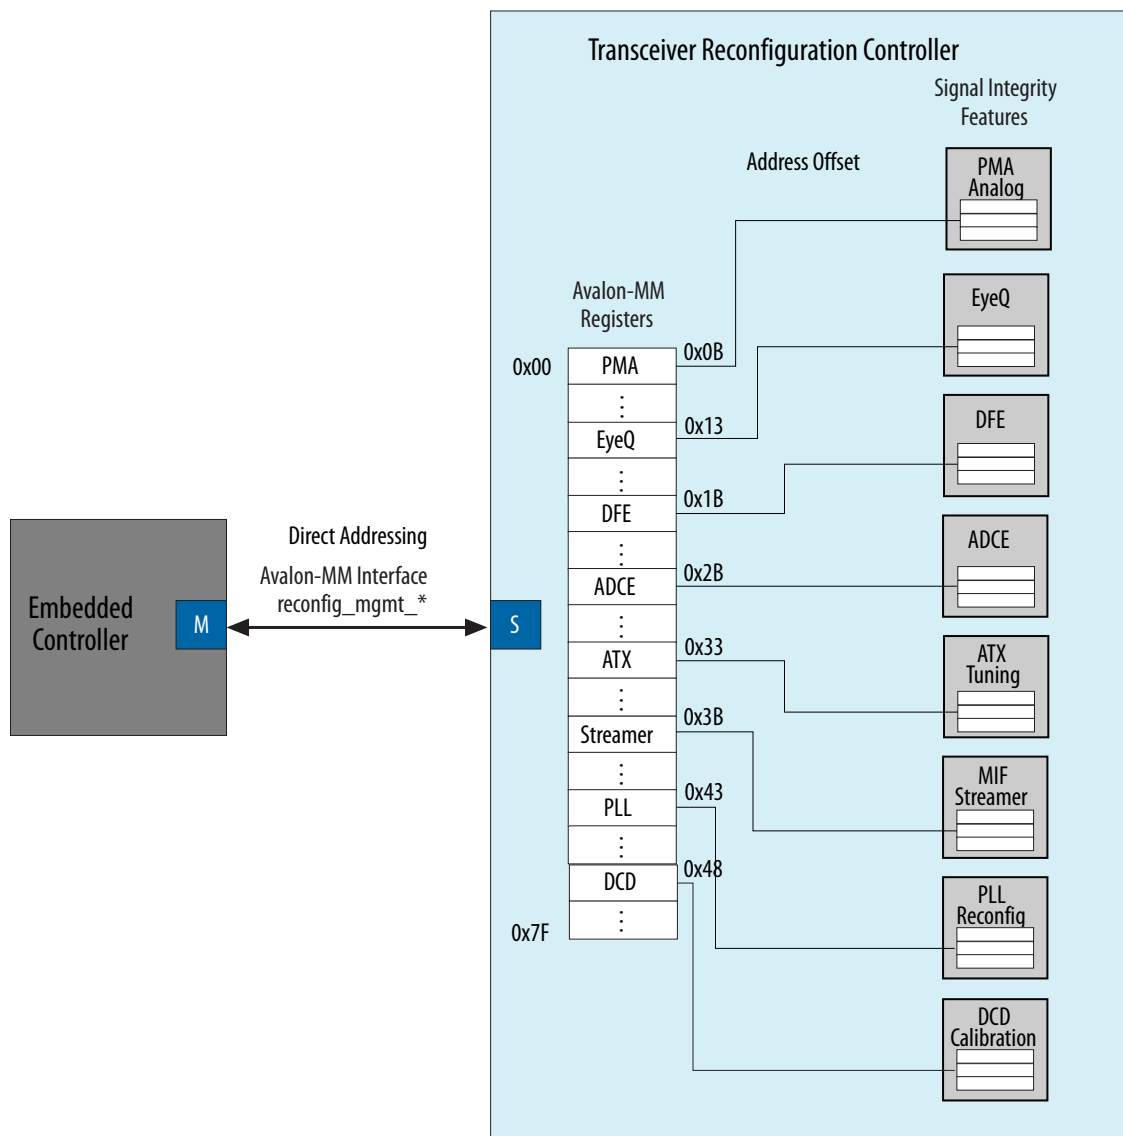 Transceiver Reconfiguration Controller
Signal Integrity
Features
Address Offset
PMA
Analog
EyeQ
DFE
ADCE
ATX
Tuning
MIF
Streamer
PLL
Reconfig
DCD
Calibration
Avalon-MM
Registers
0x00
PMA
0x0B
EyeQ
0x13
DFE
0x1B
ADCE
0x2B
ATX
0x33
Streamer
0x3B
PLL
0x43
DCD
0x48
0x7F
Direct Addressing
Avalon-MM Interface
reconfig_mgmt_*
Embedded
Controller
M
S